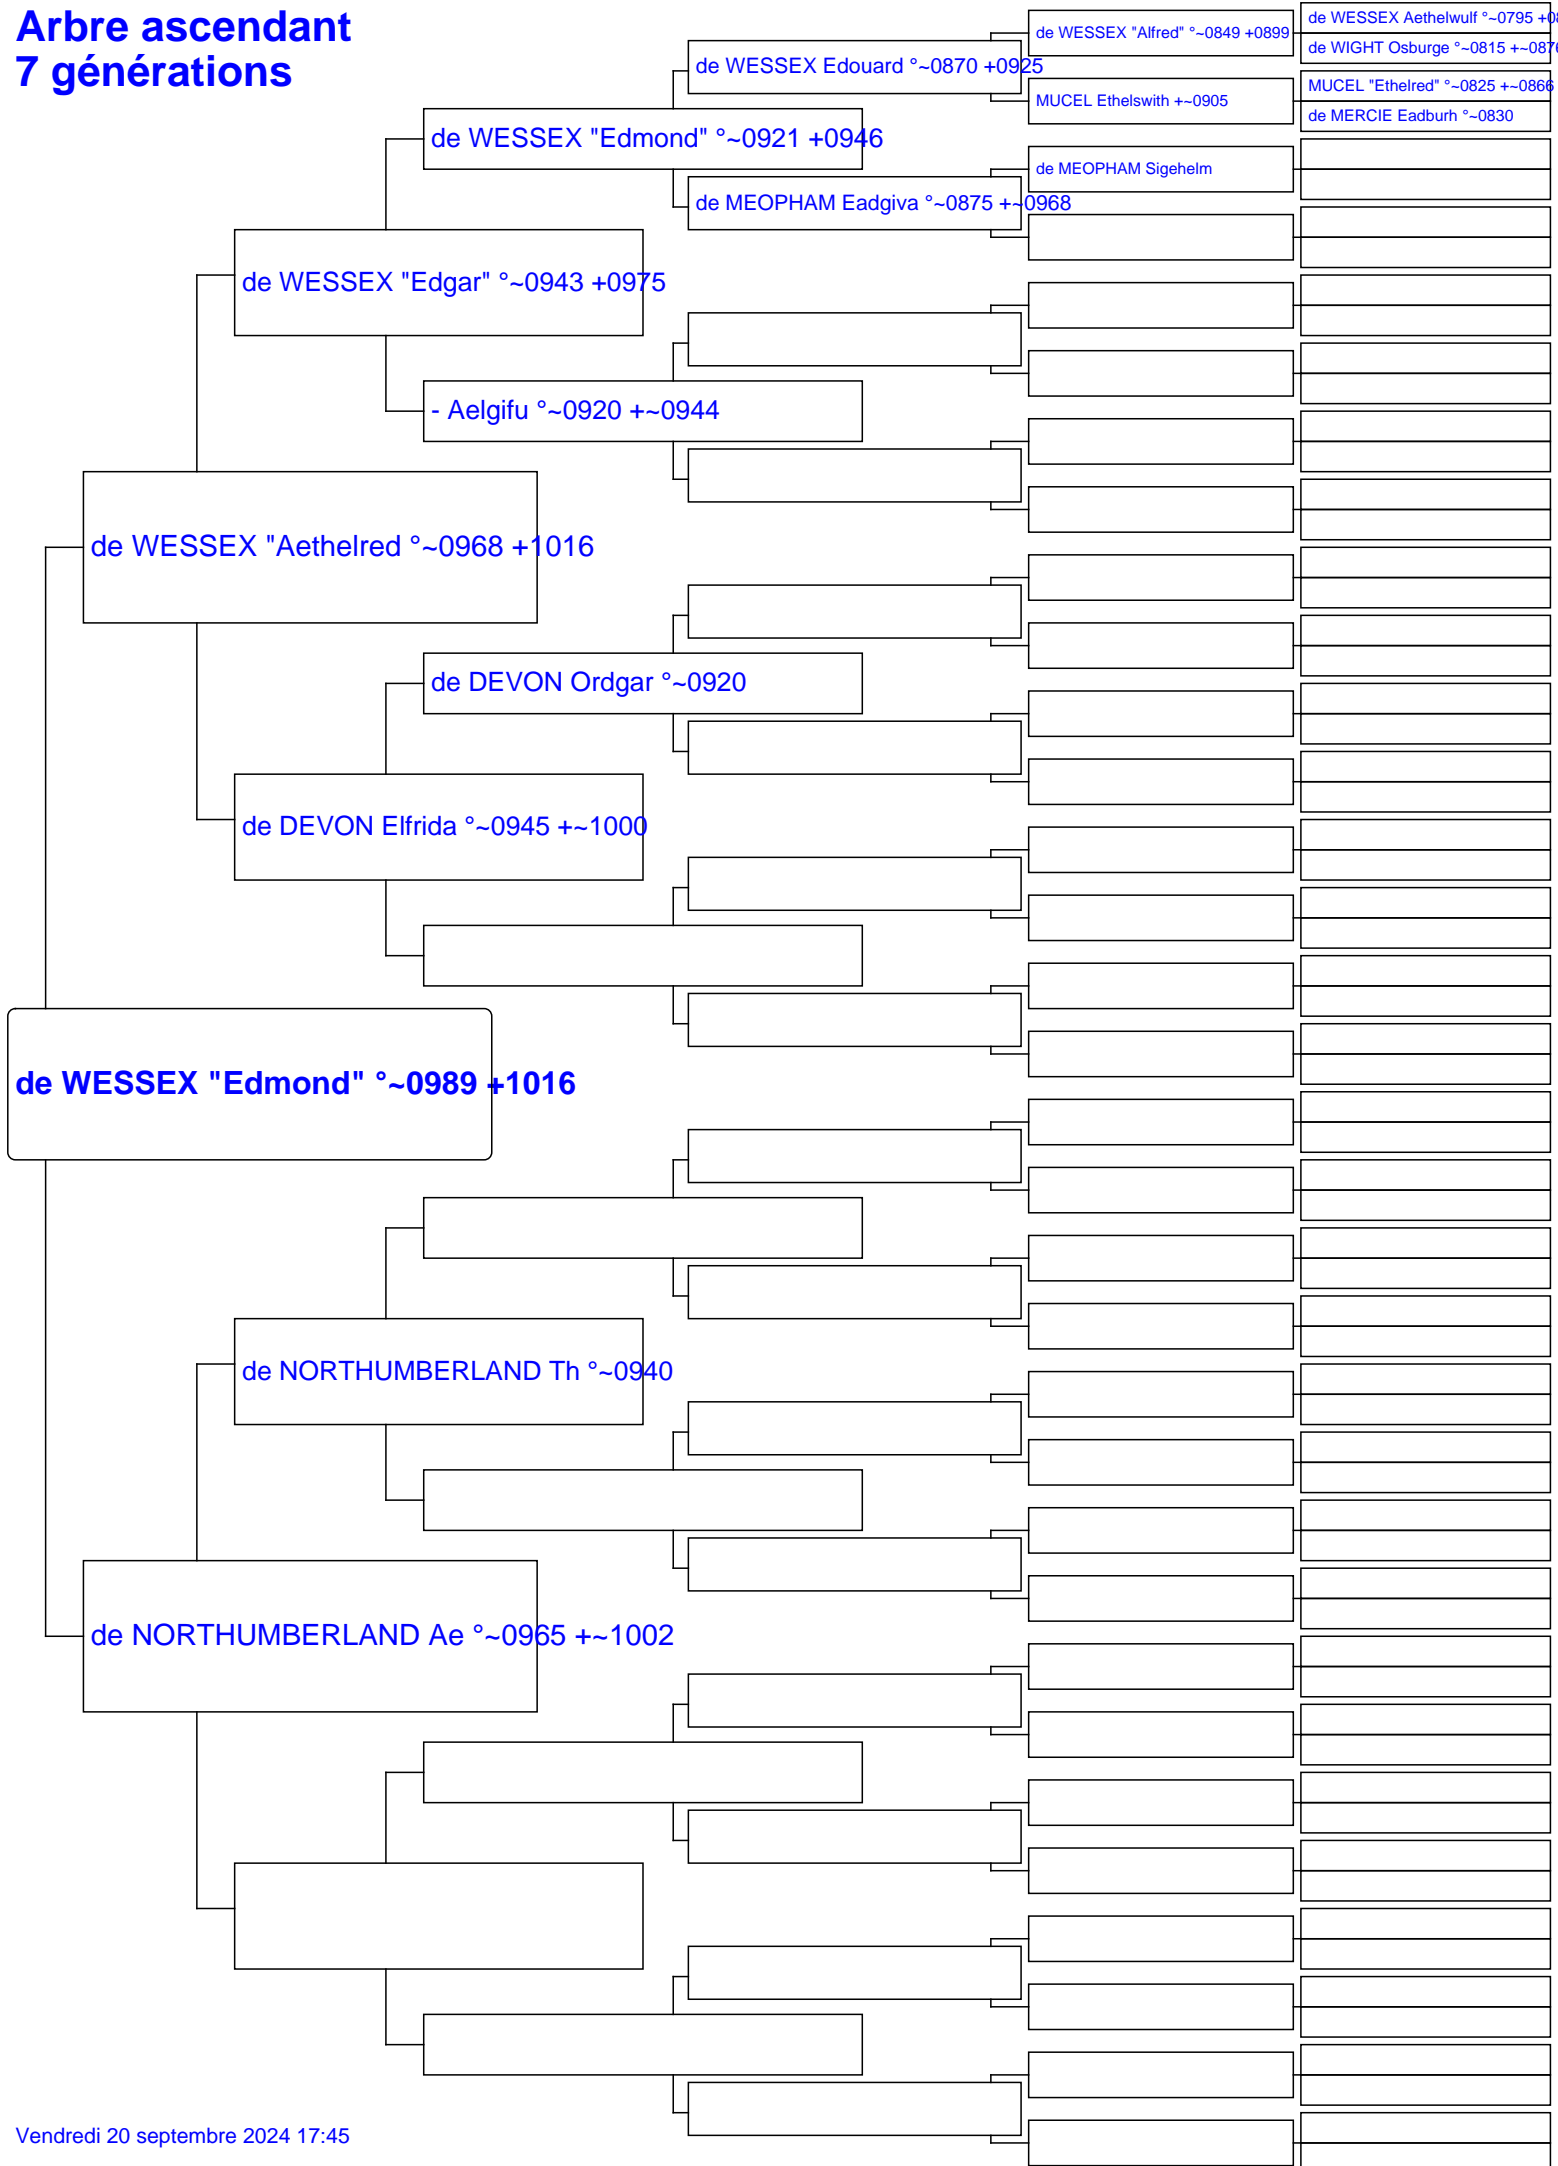 Arbre ascendant
7 générations
de WESSEX Aethelwulf °~0795
de WESSEX "Alfred" °~0849 +0899
de WIGHT Osburge °~0815 +~0876
de WESSEX Edouard °~0870 +0925
MUCEL "Ethelred" °~0825 +~0866
MUCEL Ethelswith +~0905
de MERCIE Eadburh °~0830
de WESSEX "Edmond" °~0921 +0946
de MEOPHAM Sigehelm
de MEOPHAM Eadgiva °~0875 +~0968
de WESSEX "Edgar" °~0943 +0975
- Aelgifu °~0920 +~0944
de WESSEX "Aethelred °~0968 +1016
de DEVON Ordgar °~0920
de DEVON Elfrida °~0945 +~1000
de WESSEX "Edmond" °~0989 +1016
de NORTHUMBERLAND Th °~0940
de NORTHUMBERLAND Ae °~0965 +~1002
Vendredi 20 septembre 2024 17:45